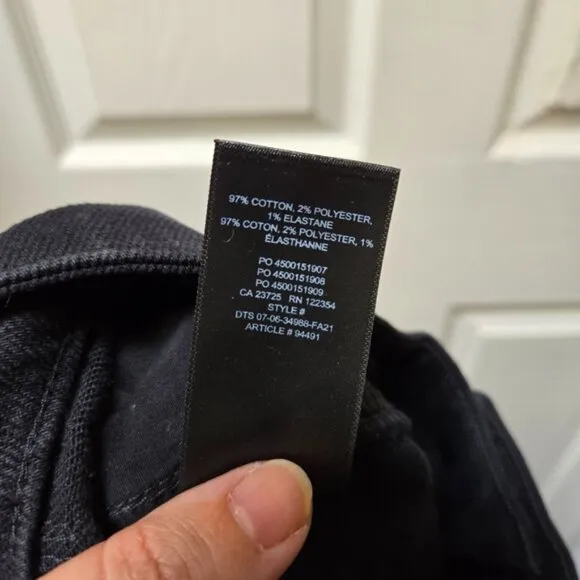 97% COTTON, 2% POLYESTER,
1% ELASTANE
97% COTON, 2% POLYESTER, 1%
ÉLASTHANNE
PO 4500151907
PO 4500151908
PO 4500151909
CA 23725 RN 122354
STYLE #
DTS 07-06-34988-FA21
ARTICLE # 94491